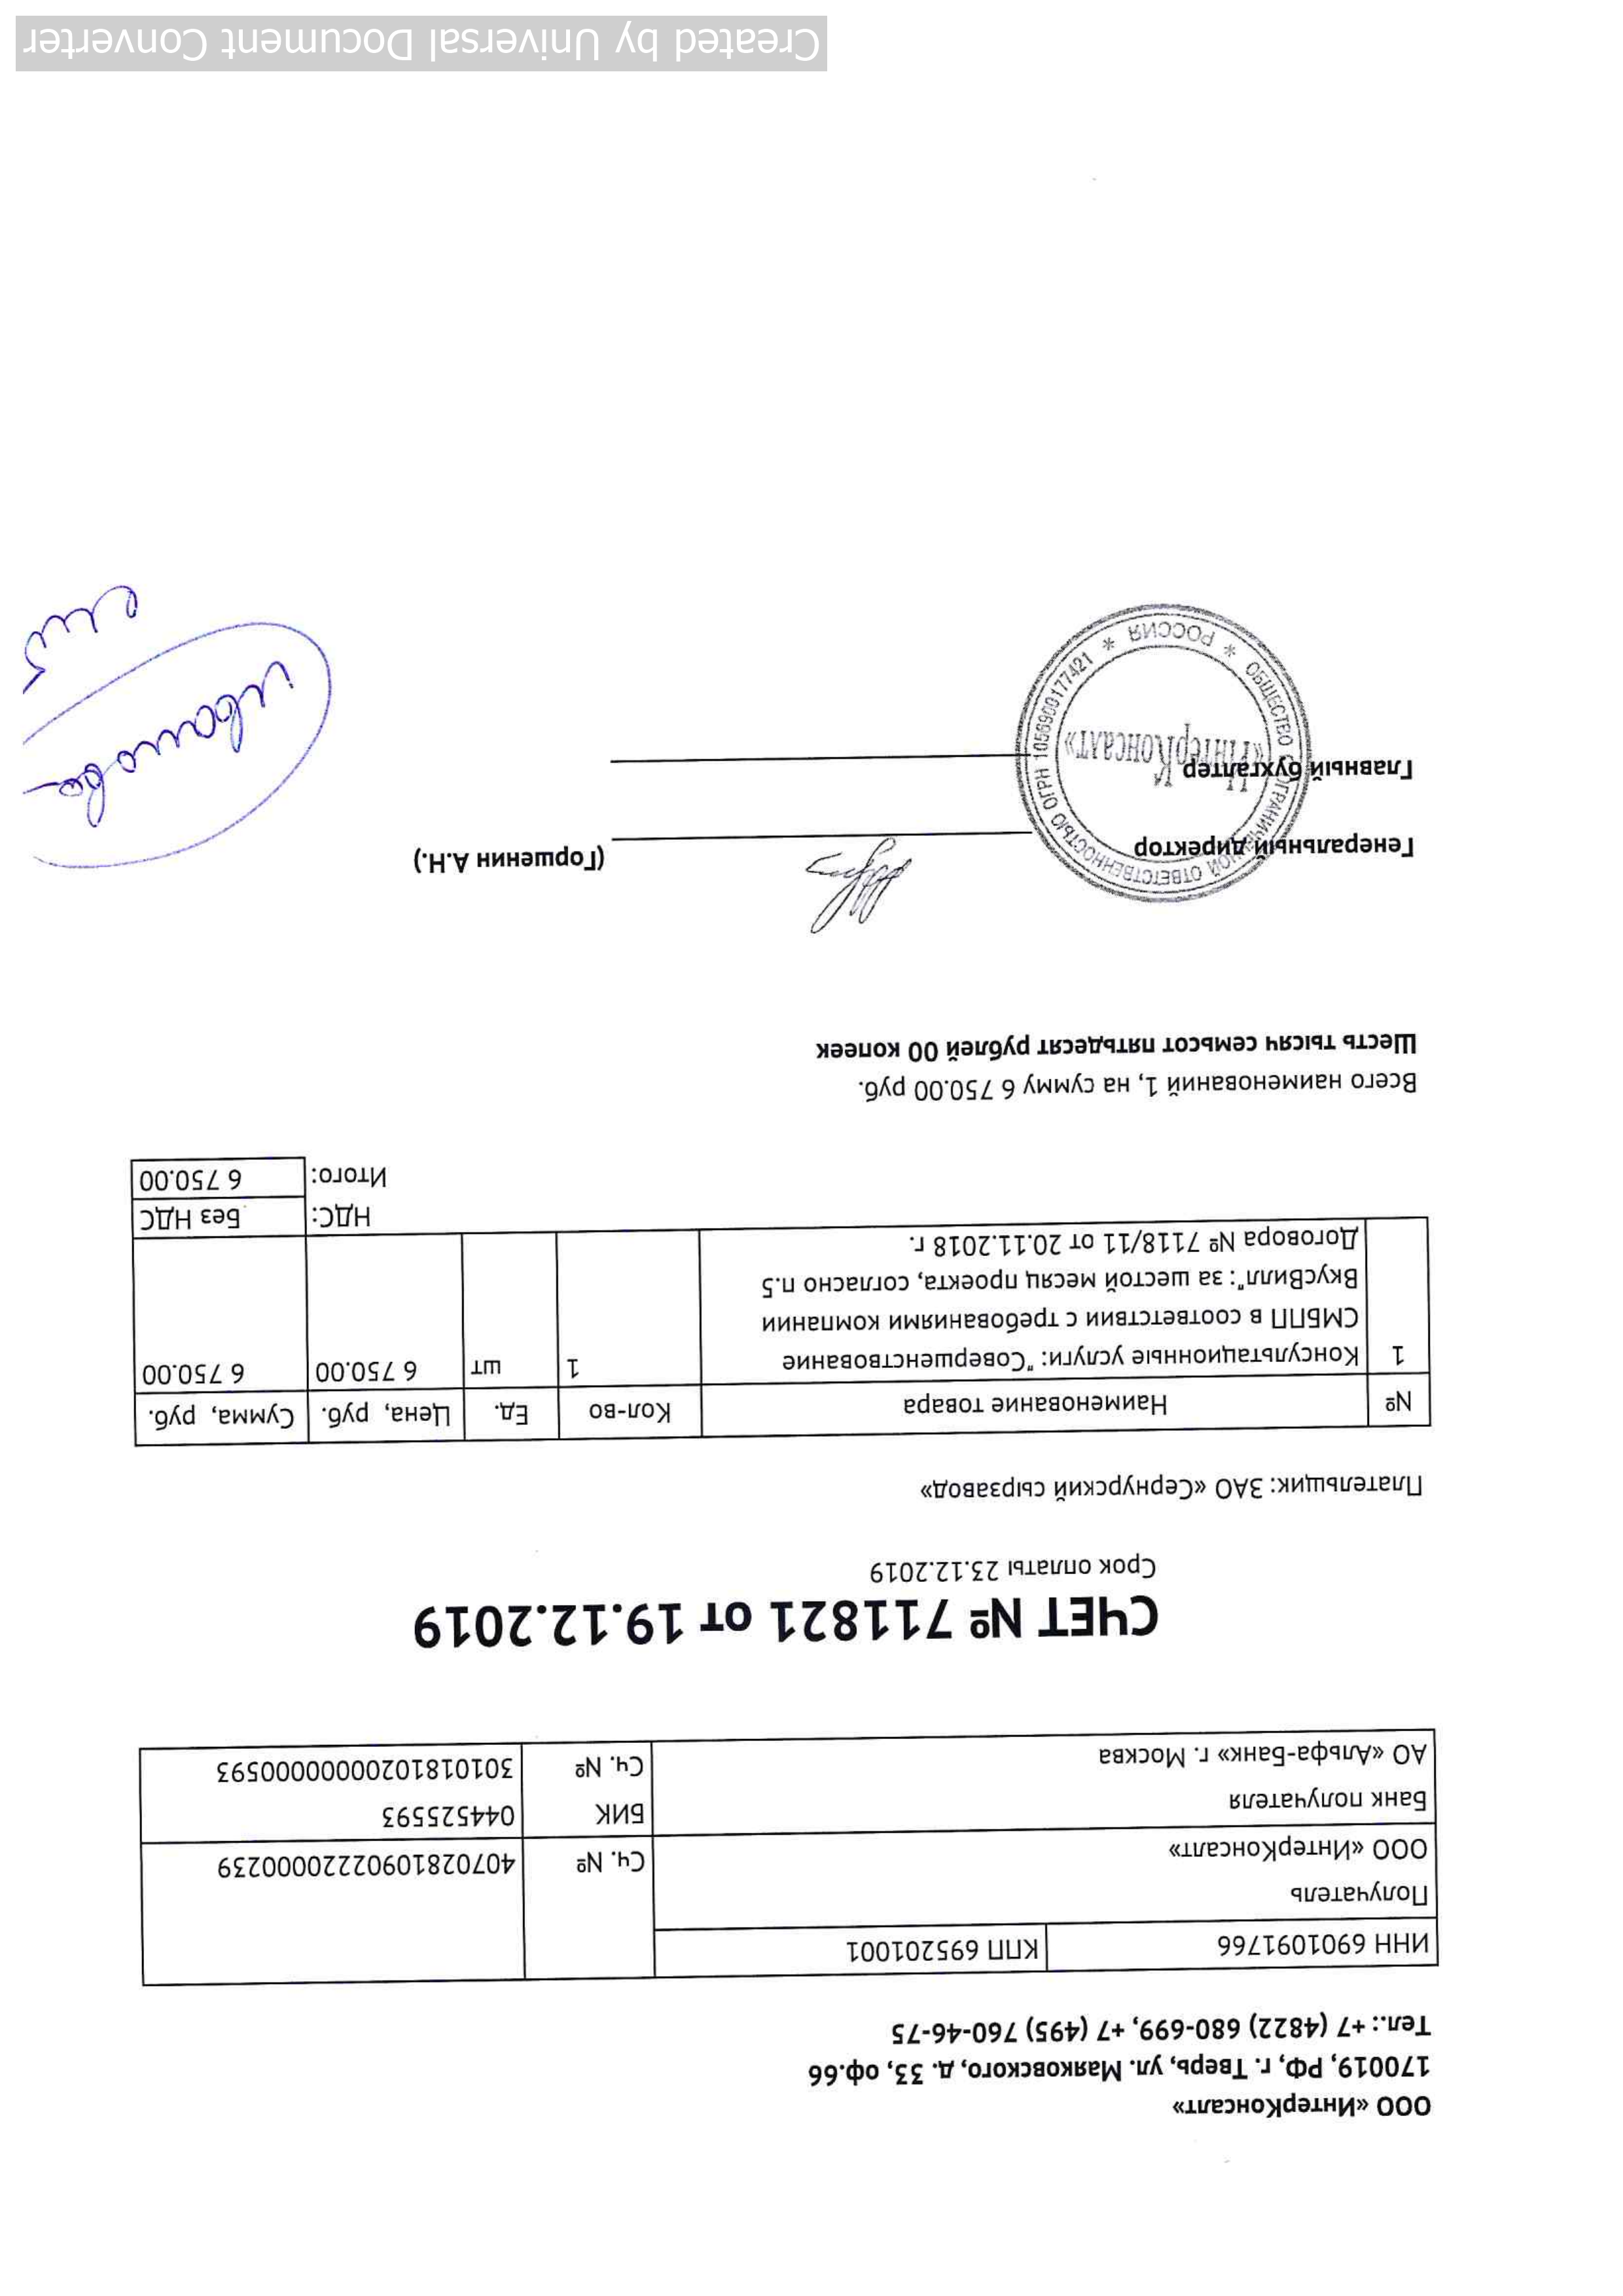 ООО «ИнтерКонсалт»
170019, РФ, г. Тверь, ул. Маяковского, д. 33, оф.66
Тел.: +7 (4822) 680-699, +7 (495) 760-46-75
ИНН 6901091766 КПП 695201001
Получатель
ООО «ИнтерКонсалт» Сч. № 40702810902220000239
Банк получателя БИК 044525593
АО «Альфа-Банк» г. Москва Сч. № 30101810200000000593
СЧЕТ № 711821 от 19.12.2019
Срок оплаты 23.12.2019
Плательщик: ЗАО «Сернурский сырзавод»
№ Наименование товара Кол-во Ед. Цена, руб. Сумма, руб.
1 Консультационные услуги: "Совершенствование 1 шт 6 750.00 6 750.00
СМБПП в соответствии с требованиями компании
ВкусВилл": за шестой месяц проекта, согласно п.5
Договора № 7118/11 от 20.11.2018 г.
НДС: Без НДС
Итого: 6 750.00
Всего наименований 1, на сумму 6 750.00 руб.
Шесть тысяч семьсот пятьдесят рублей 00 копеек
Генеральный директор (Горшенин А.Н.)
Главный бухгалтер
ОБЩЕСТВО С ОГРАНИЧЕННОЙ ОТВЕТСТВЕННОСТЬЮ ОГРН 1056900177421 * РОССИЯ *
«ИнтерКонсалт»
Иванова
Created by Universal Document Converter